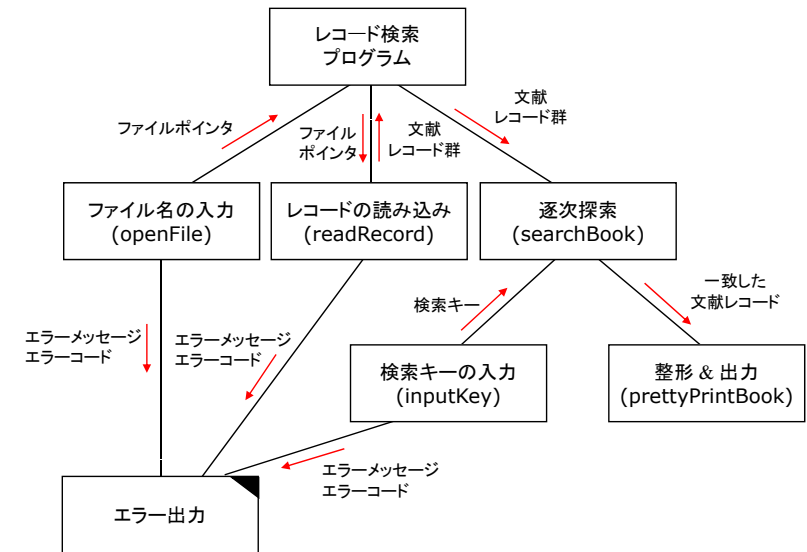 レコード検索
プログラム
ファイルポインタ
ファイル
ポインタ
文献
レコード群
文献
レコード群
ファイル名の入力
(openFile)
レコードの読み込み
(readRecord)
逐次探索
(searchBook)
エラーメッセージ
エラーコード
エラーメッセージ
エラーコード
検索キー
一致した
文献レコード
検索キーの入力
(inputKey)
整形 & 出力
(prettyPrintBook)
エラーメッセージ
エラーコード
エラー出力